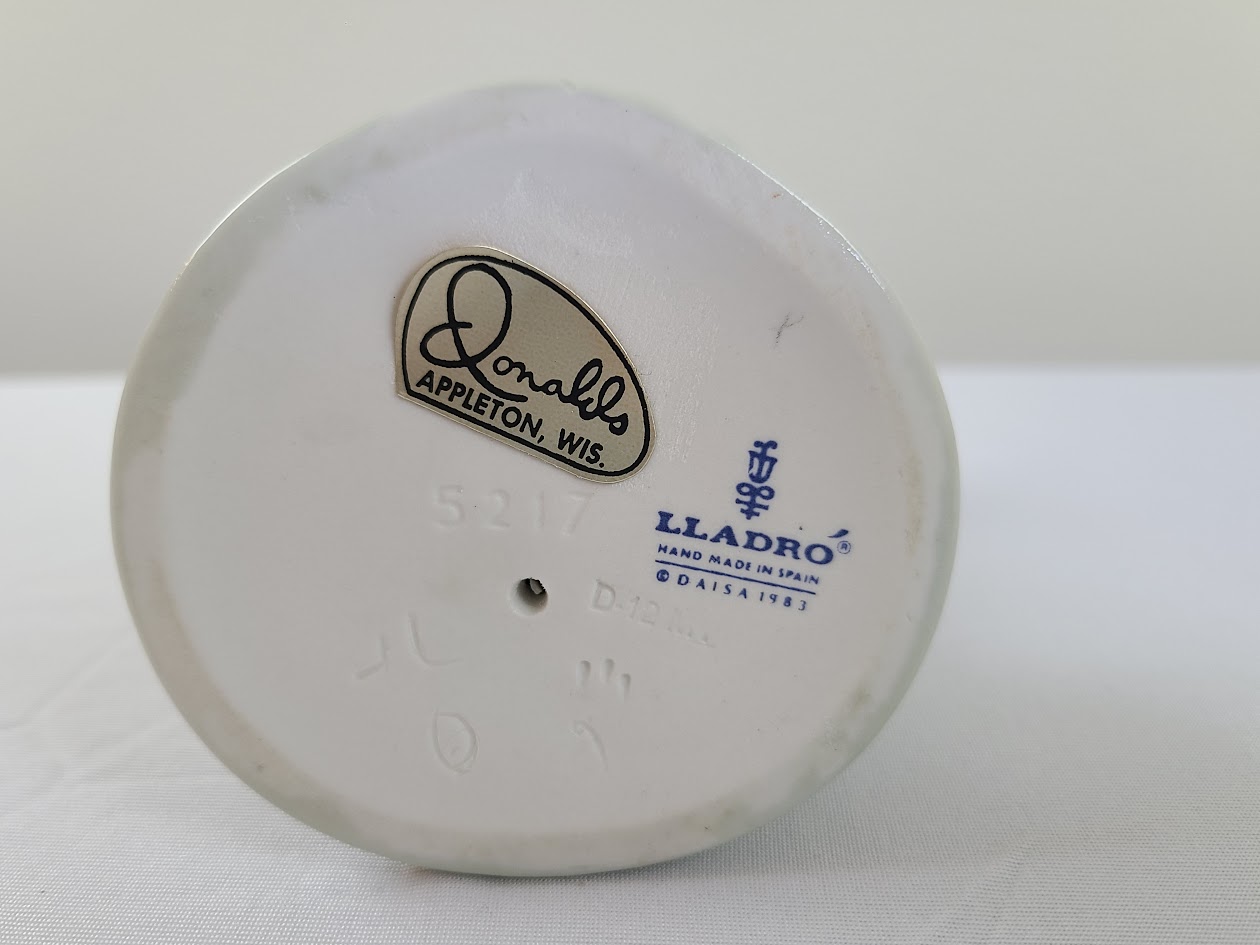 Donalds
APPLETON, WIS.
5217
LLADRÓ®
HAND MADE IN SPAIN
© DAISA 1983